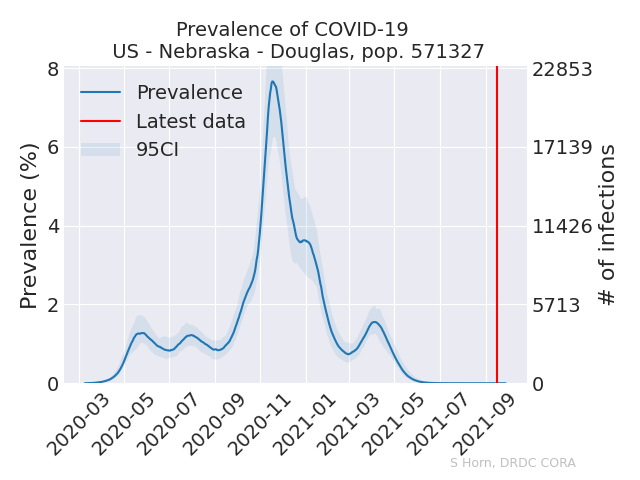 Prevalence of COVID-19
US - Nebraska - Douglas, pop. 571327
8
6
4
2
0
Prevalence (%)
Prevalence
Latest data
95CI
22853
17139
11426
5713
0
# of infections
2020-03
2020-05
2020-07
2020-09
2020-11
2021-01
2021-03
2021-05
2021-07
2021-09
S Horn, DRDC CORA